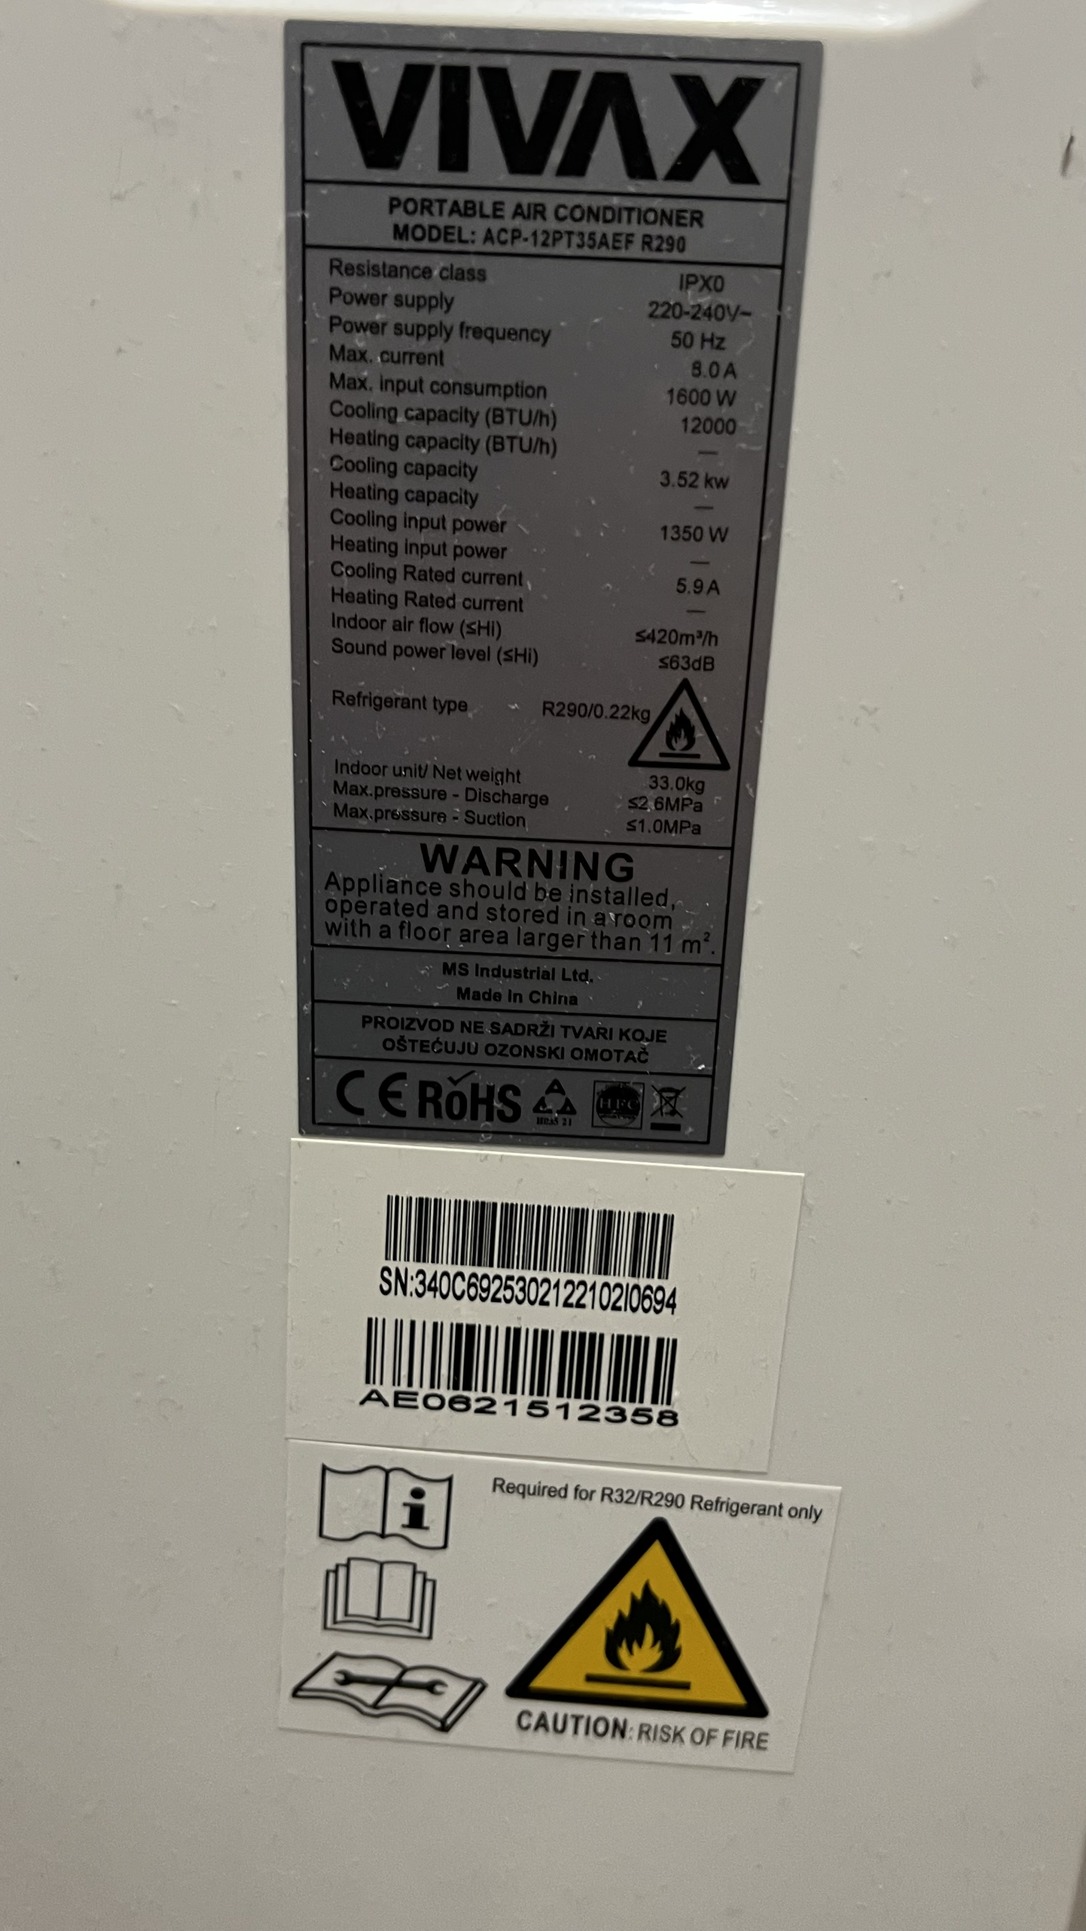 VIVAX
PORTABLE AIR CONDITIONER
MODEL: ACP-12PT35AEF R290
Resistance class IPX0
Power supply 220-240V~
Power supply frequency 50 Hz
Max. current 8.0 A
Max. input consumption 1600 W
Cooling capacity (BTU/h) 12000
Heating capacity (BTU/h) —
Cooling capacity 3.52 kw
Heating capacity —
Cooling input power 1350 W
Heating input power —
Cooling Rated current 5.9 A
Heating Rated current —
Indoor air flow (≤Hi) ≤420m³/h
Sound power level (≤Hi) ≤63dB
Refrigerant type R290/0.22kg
Indoor unit/ Net weight 33.0kg
Max.pressure - Discharge ≤2.6MPa
Max.pressure - Suction ≤1.0MPa
WARNING
Appliance should be installed,
operated and stored in a room
with a floor area larger than 11 m².
MS Industrial Ltd.
Made in China
PROIZVOD NE SADRŽI TVARI KOJE
OŠTEĆUJU OZONSKI OMOTAČ
CE RoHS
SN:340C692530212210210694
AE0621512358
Required for R32/R290 Refrigerant only
CAUTION: RISK OF FIRE